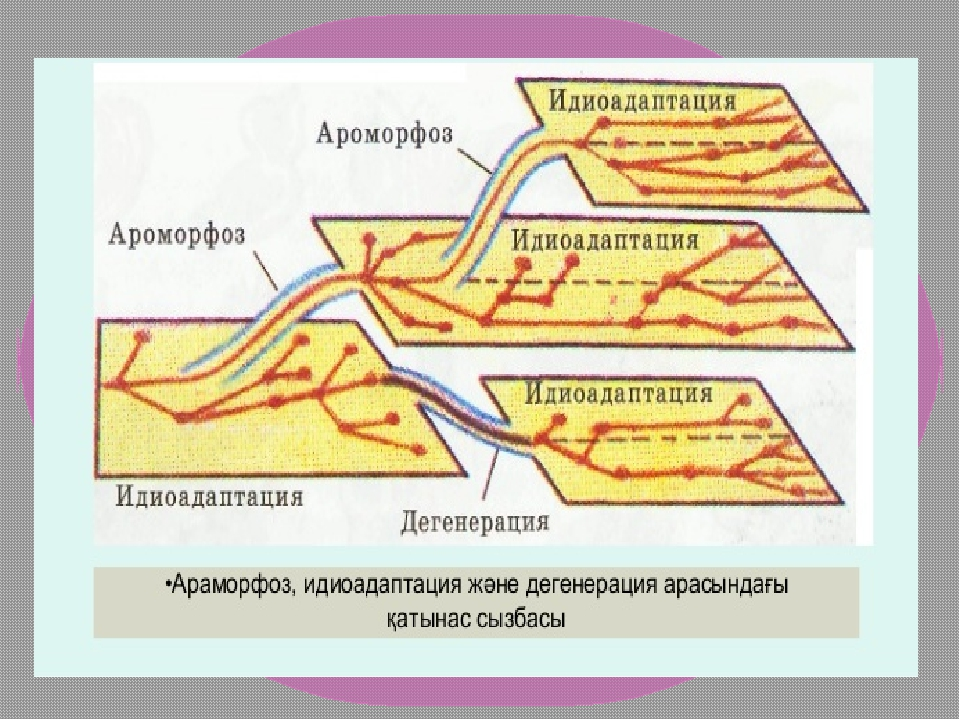 Идиоадаптация
Ароморфоз
Ароморфоз
Идиоадаптация
Идиоадаптация
Идиоадаптация
Дегенерация
•Араморфоз, идиоадаптация және дегенерация арасындағы
қатынас сызбасы